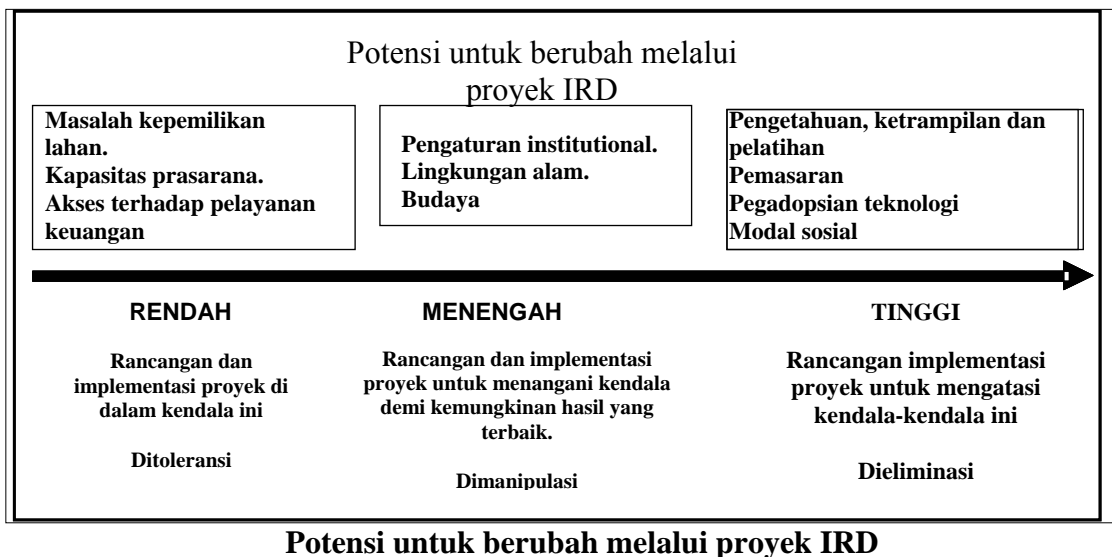 Potensi untuk berubah melalui
proyek IRD
Masalah kepemilikan
lahan.
Kapasitas prasarana.
Akses terhadap pelayanan
keuangan
Pengaturan institutional.
Lingkungan alam.
Budaya
Pengetahuan, ketrampilan dan
pelatihan
Pemasaran
Pegadopsian teknologi
Modal sosial
RENDAH
Rancangan dan
implementasi proyek di
dalam kendala ini
Ditoleransi
MENENGAH
Rancangan dan implementasi
proyek untuk menangani kendala
demi kemungkinan hasil yang
terbaik.
Dimanipulasi
TINGGI
Rancangan implementasi
proyek untuk mengatasi
kendala-kendala ini
Dieliminasi
Potensi untuk berubah melalui proyek IRD